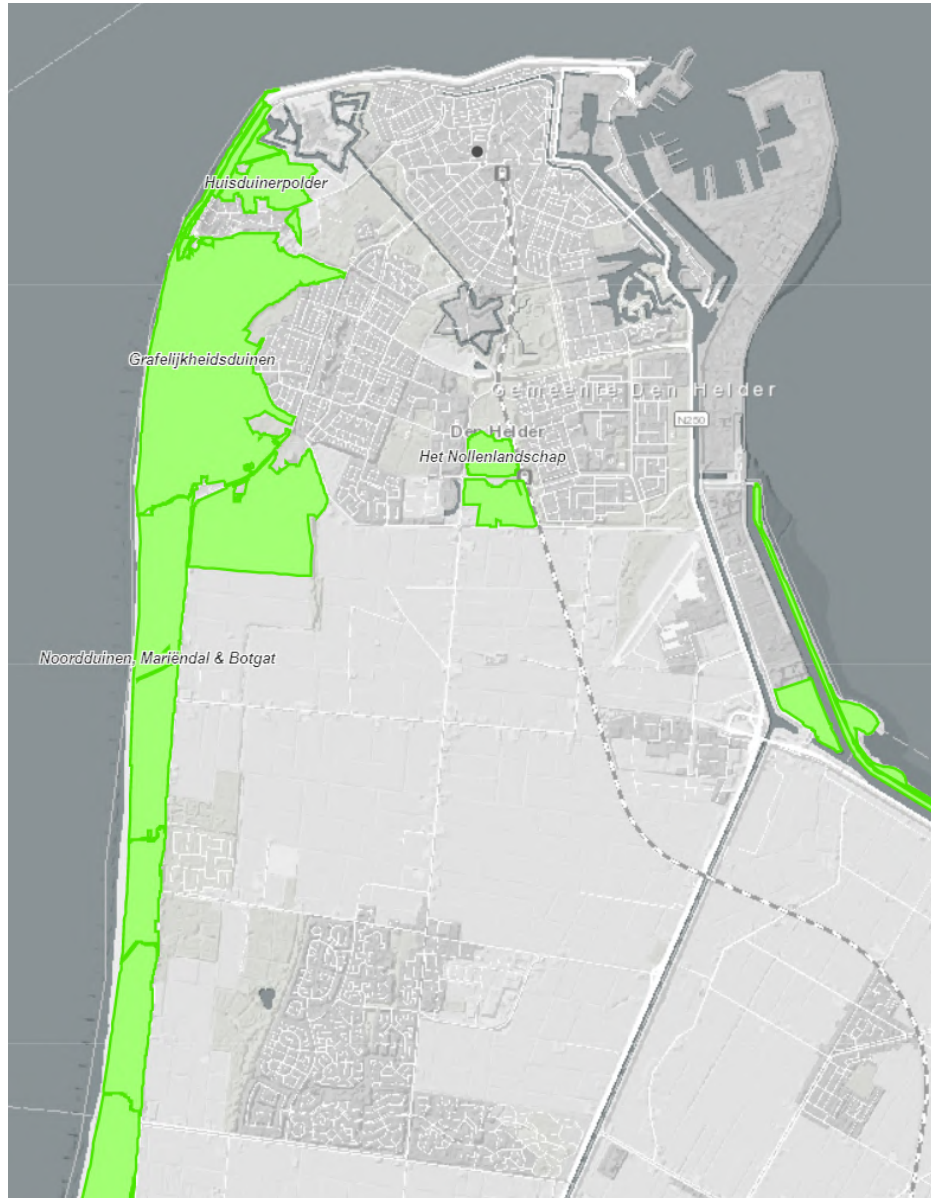 Huisduinerpolder
Grafelijkheidsduinen
Gemeente Den Helder
N250
Den Helder
Het Nollenlandschap
Noordduinen, Mariëndal & Botgat